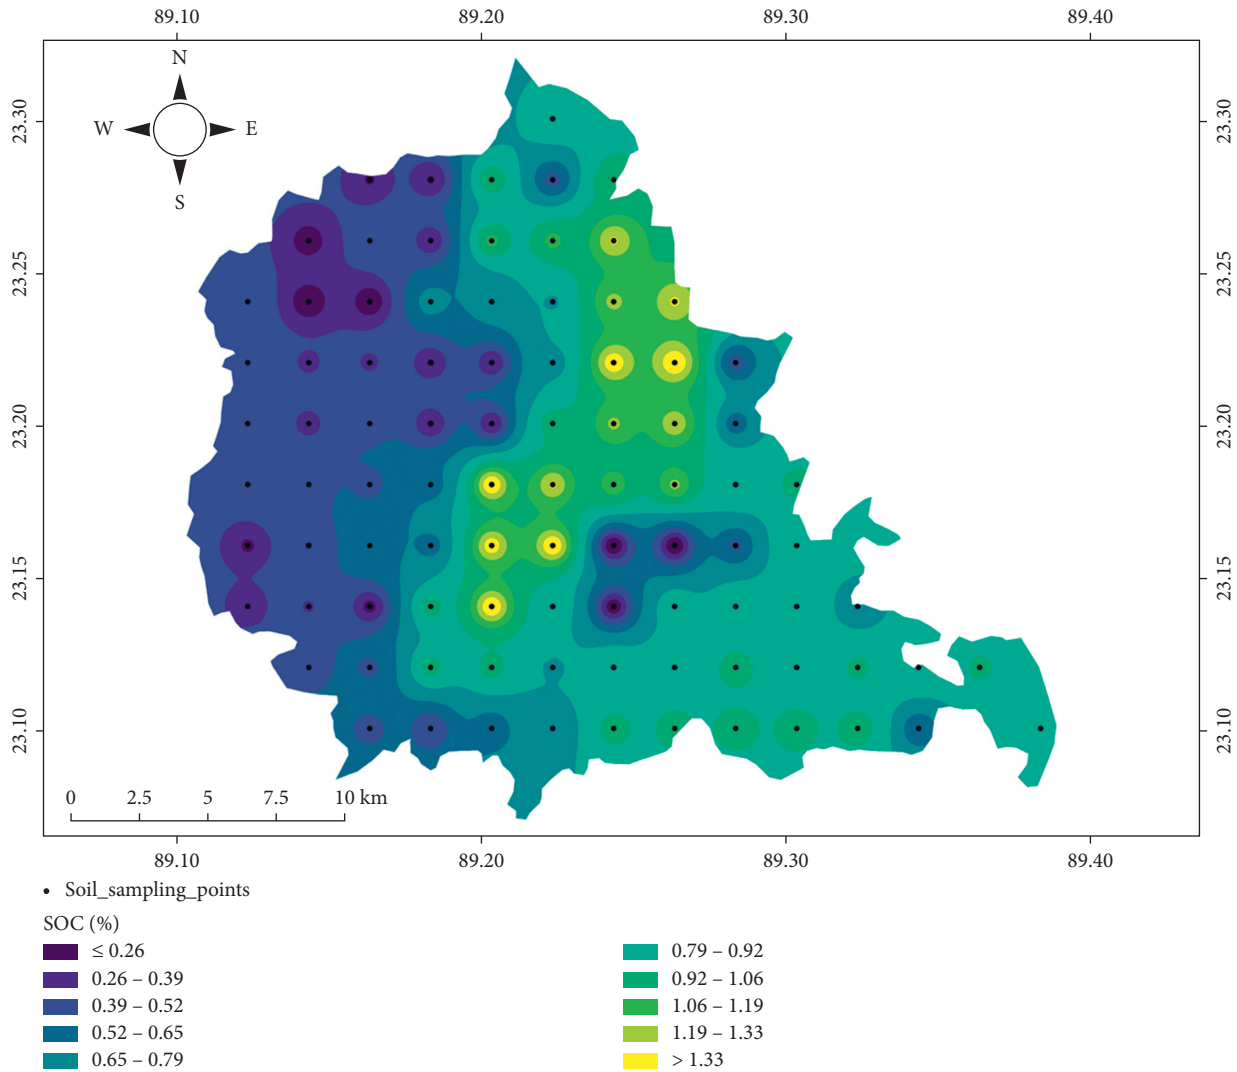 89.10 89.20 89.30 89.40
N
W E
S
23.30 23.30
23.25 23.25
23.20 23.20
23.15 23.15
23.10 23.10
0 2.5 5 7.5 10 km
89.10 89.20 89.30 89.40
Soil_sampling_points
SOC (%)
≤ 0.26
0.26 – 0.39
0.39 – 0.52
0.52 – 0.65
0.65 – 0.79
0.79 – 0.92
0.92 – 1.06
1.06 – 1.19
1.19 – 1.33
> 1.33